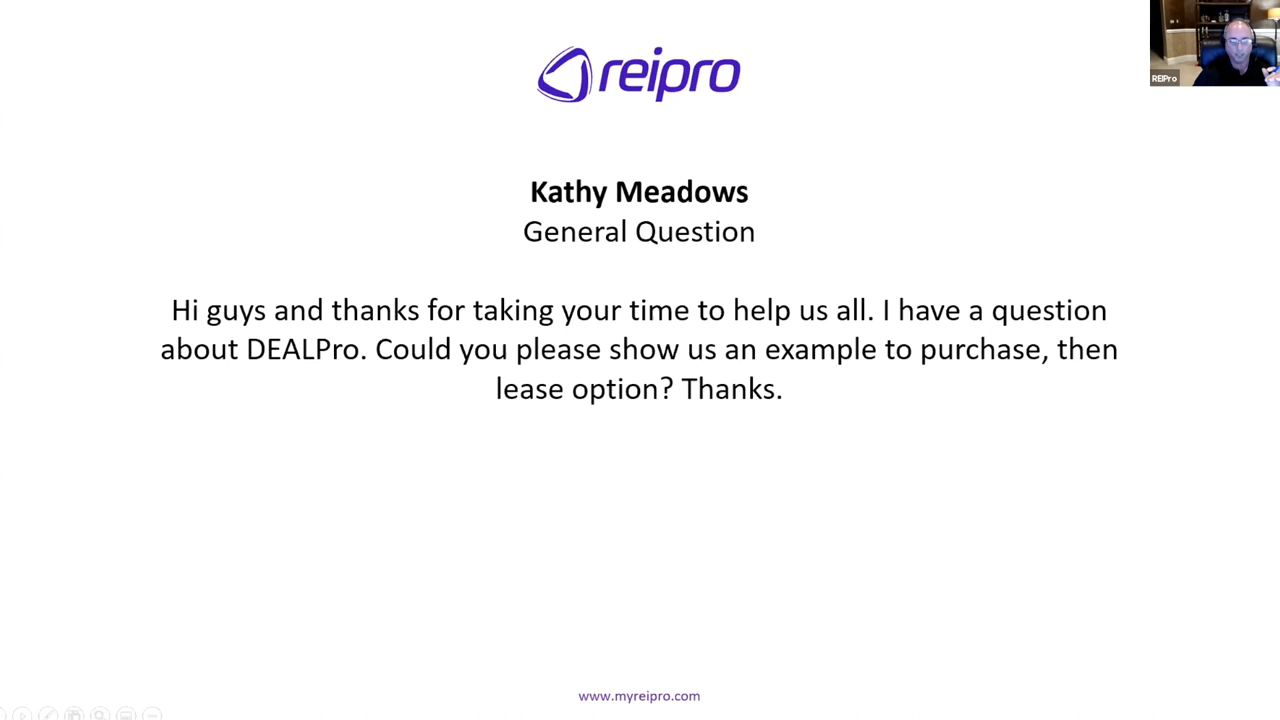 reipro
REIPro
Kathy Meadows
General Question
Hi guys and thanks for taking your time to help us all. I have a question
about DEALPro. Could you please show us an example to purchase, then
lease option? Thanks.
www.myreipro.com